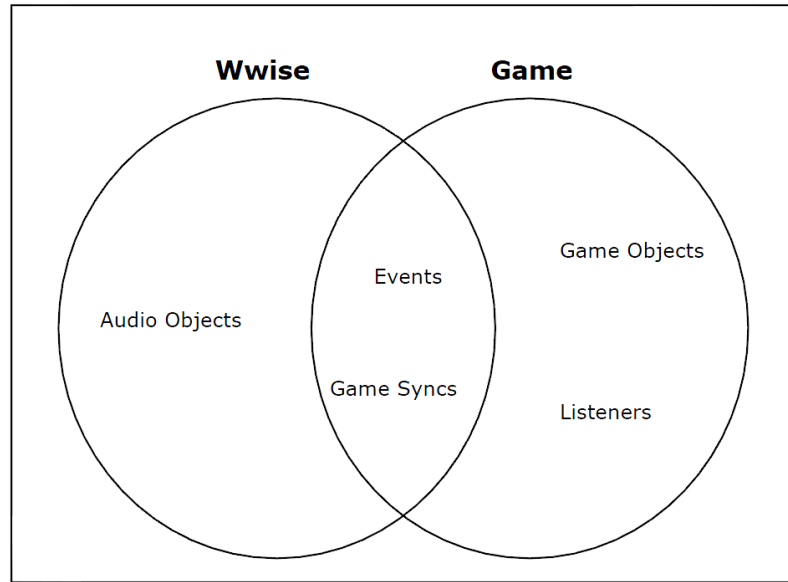 Wwise
Game
Game Objects
Events
Audio Objects
Game Syncs
Listeners